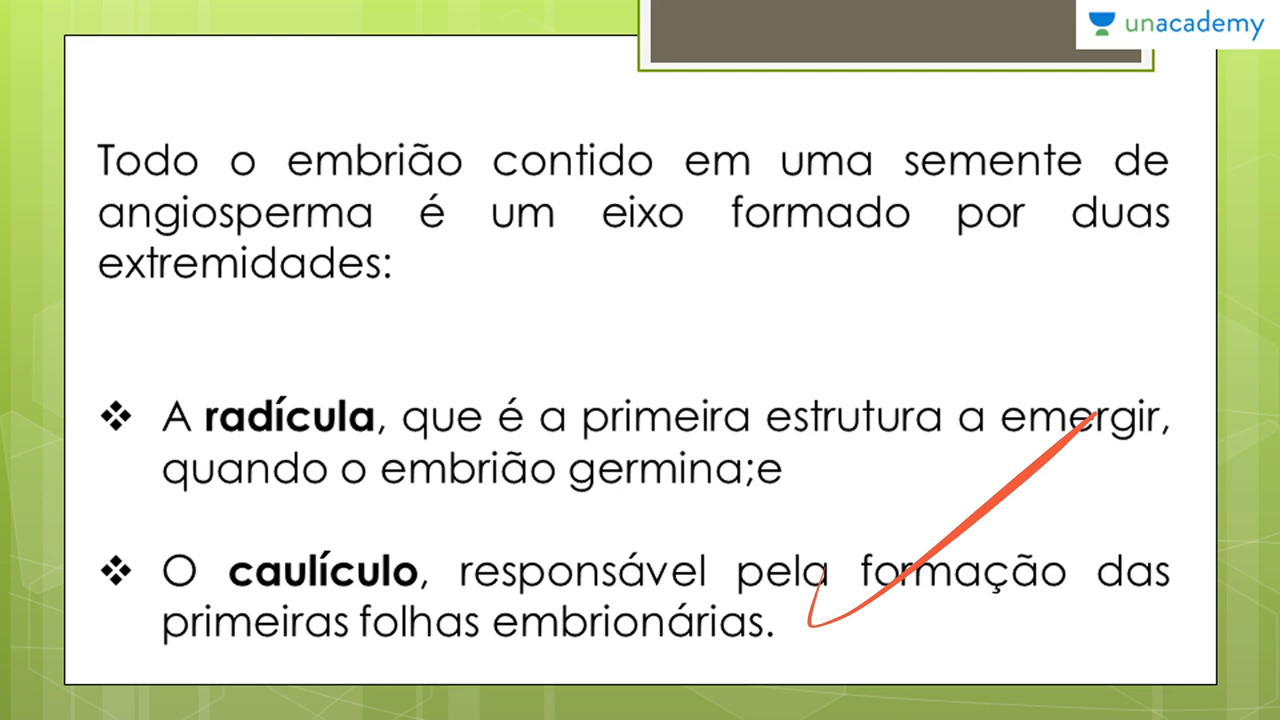 unacademy
Todo o embrião contido em uma semente de
angiosperma é um eixo formado por duas
extremidades:
❖ A radícula, que é a primeira estrutura a emergir,
quando o embrião germina;e
❖ O caulículo, responsável pela formação das
primeiras folhas embrionárias.